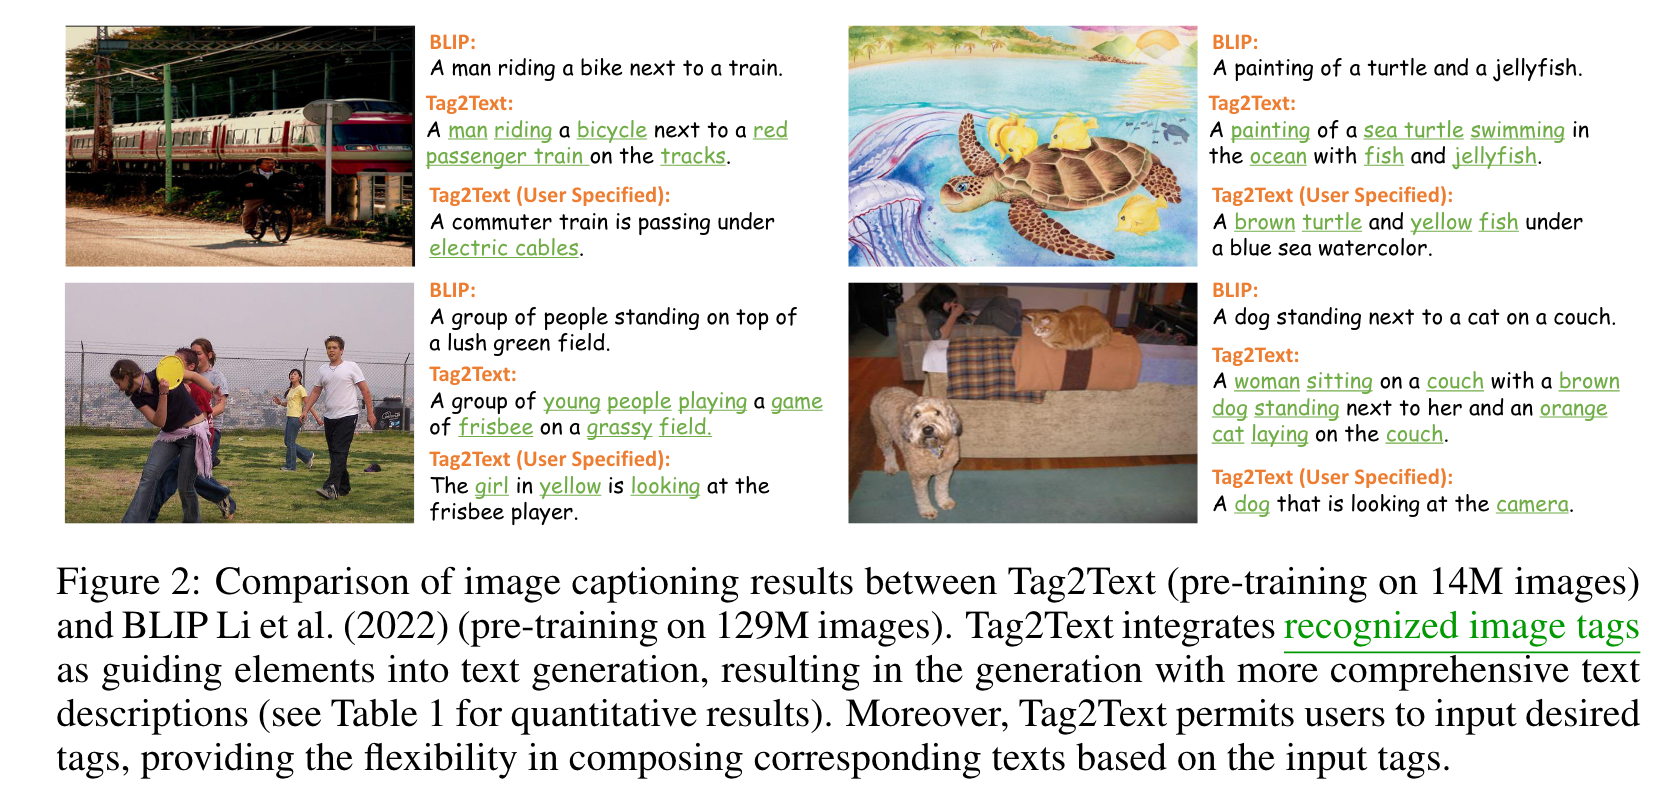 BLIP:
A man riding a bike next to a train.
Tag2Text:
A man riding a bicycle next to a red
passenger train on the tracks.
Tag2Text (User Specified):
A commuter train is passing under
electric cables.
BLIP:
A painting of a turtle and a jellyfish.
Tag2Text:
A painting of a sea turtle swimming in
the ocean with fish and jellyfish.
Tag2Text (User Specified):
A brown turtle and yellow fish under
a blue sea watercolor.
BLIP:
A group of people standing on top of
a lush green field.
Tag2Text:
A group of young people playing a game
of frisbee on a grassy field.
Tag2Text (User Specified):
The girl in yellow is looking at the
frisbee player.
BLIP:
A dog standing next to a cat on a couch.
Tag2Text:
A woman sitting on a couch with a brown
dog standing next to her and an orange
cat laying on the couch.
Tag2Text (User Specified):
A dog that is looking at the camera.
Figure 2: Comparison of image captioning results between Tag2Text (pre-training on 14M images)
and BLIP Li et al. (2022) (pre-training on 129M images). Tag2Text integrates recognized image tags
as guiding elements into text generation, resulting in the generation with more comprehensive text
descriptions (see Table 1 for quantitative results). Moreover, Tag2Text permits users to input desired
tags, providing the flexibility in composing corresponding texts based on the input tags.